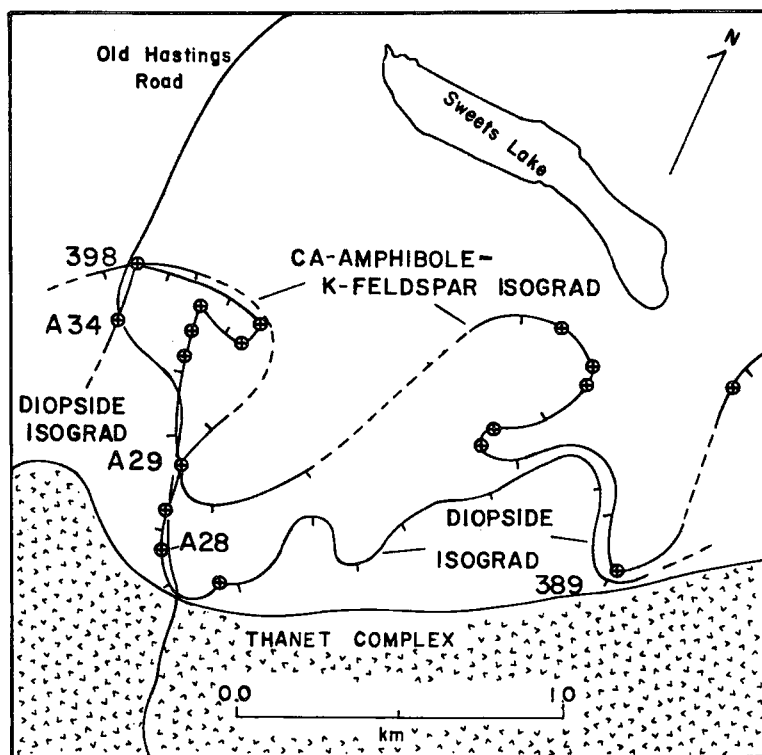 Old Hastings
Road
N
Sweets Lake
398
CA-AMPHIBOLE-
K-FELDSPAR ISOGRAD
A34
DIOPSIDE
ISOGRAD
A29
A28
DIOPSIDE
ISOGRAD
389
THANET COMPLEX
0.0
1.0
km